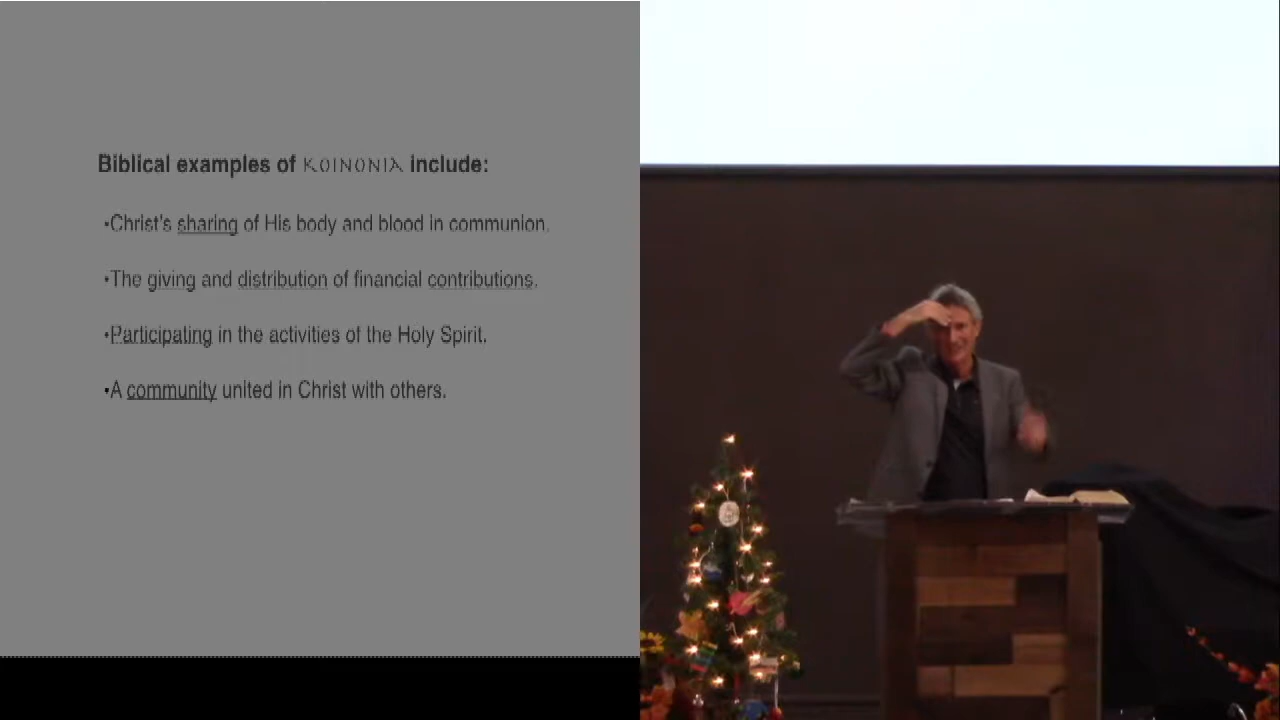 Biblical examples of KOINONIA include:
•Christ's sharing of His body and blood in communion.
•The giving and distribution of financial contributions.
•Participating in the activities of the Holy Spirit.
•A community united in Christ with others.